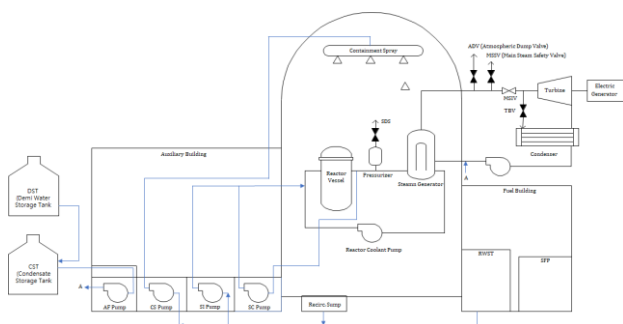 Containment Spray
ADV (Atmospheric Dump Valve)
MSSV (Main Steam Safety Valve)
MSSV
TBV
Turbine
Electric
Generator
Condenser
SDS
Auxiliary Building
Reactor
Vessel
Pressurizer
Steam Generator
A
Fuel Building
DST
(Demi Water
Storage Tank)
Reactor Coolant Pump
CST
(Condensate
Storage Tank)
RWST
SFP
A
AF Pump
CS Pump
SI Pump
SC Pump
Recirc Sump